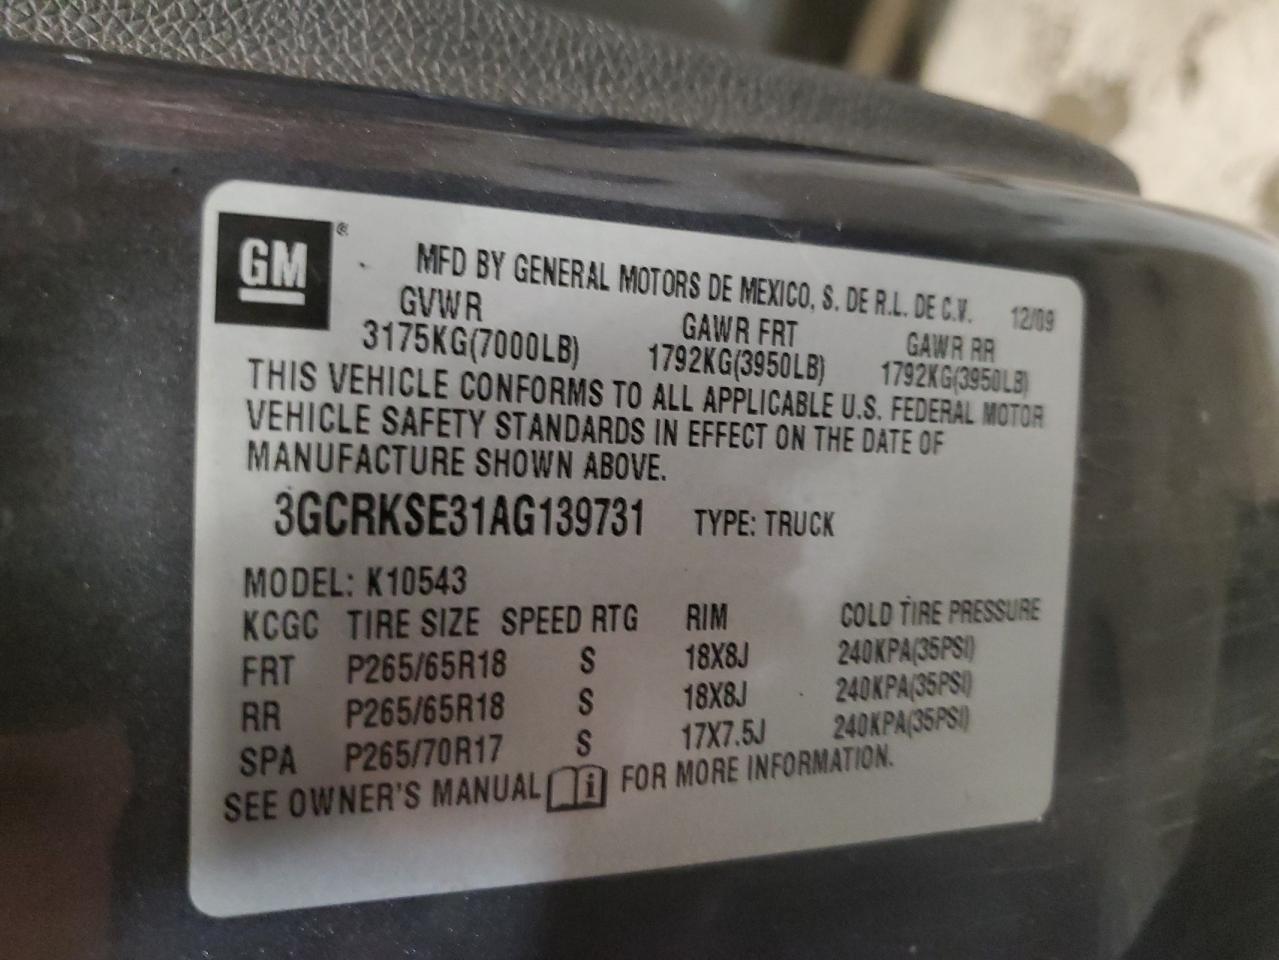 GM ®
MFD BY GENERAL MOTORS DE MEXICO, S. DE R.L. DE C.V. 12/09
GVWR GAWR FRT GAWR RR
3175KG(7000LB) 1792KG(3950LB) 1792KG(3950LB)
THIS VEHICLE CONFORMS TO ALL APPLICABLE U.S. FEDERAL MOTOR
VEHICLE SAFETY STANDARDS IN EFFECT ON THE DATE OF
MANUFACTURE SHOWN ABOVE.
3GCRKSE31AG139731 TYPE: TRUCK
MODEL: K10543
KCGC TIRE SIZE SPEED RTG RIM COLD TIRE PRESSURE
FRT P265/65R18 S 18X8J 240KPA(35PSI)
RR P265/65R18 S 18X8J 240KPA(35PSI)
SPA P265/70R17 S 17X7.5J 240KPA(35PSI)
SEE OWNER'S MANUAL i FOR MORE INFORMATION.